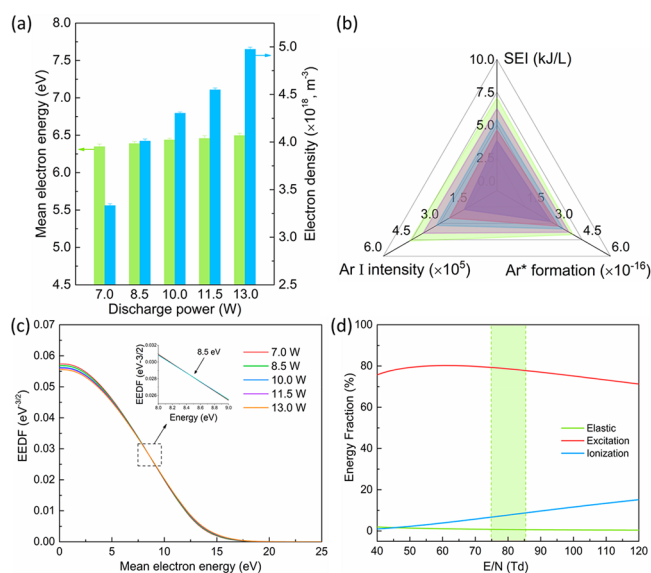 (a)
8.0
7.5
7.0
6.5
6.0
5.5
5.0
4.5
Mean electron energy (eV)
5.0
4.5
4.0
3.5
3.0
2.5
Electron density (×10^18, m^-3)
7.0 8.5 10.0 11.5 13.0
Discharge power (W)
(b)
10.0
SEI (kJ/L)
7.5
5.0
2.5
0.0
3.0 3.0
4.5 4.5
6.0 6.0
Ar I intensity (×10^5) Ar* formation (×10^-16)
(c)
0.07
0.06
0.05
0.04
0.03
0.02
0.01
0.00
EEDF (eV^-3/2)
0 5 10 15 20 25
Mean electron energy (eV)
0.032
0.030
0.028
0.026
EEDF (eV-3/2)
8.5 eV
8.0 8.2 8.4 8.6 8.8 9.0
Energy (eV)
7.0 W
8.5 W
10.0 W
11.5 W
13.0 W
(d)
100
80
60
40
20
0
Energy Fraction (%)
Elastic
Excitation
Ionization
40 50 60 70 80 90 100 110 120
E/N (Td)